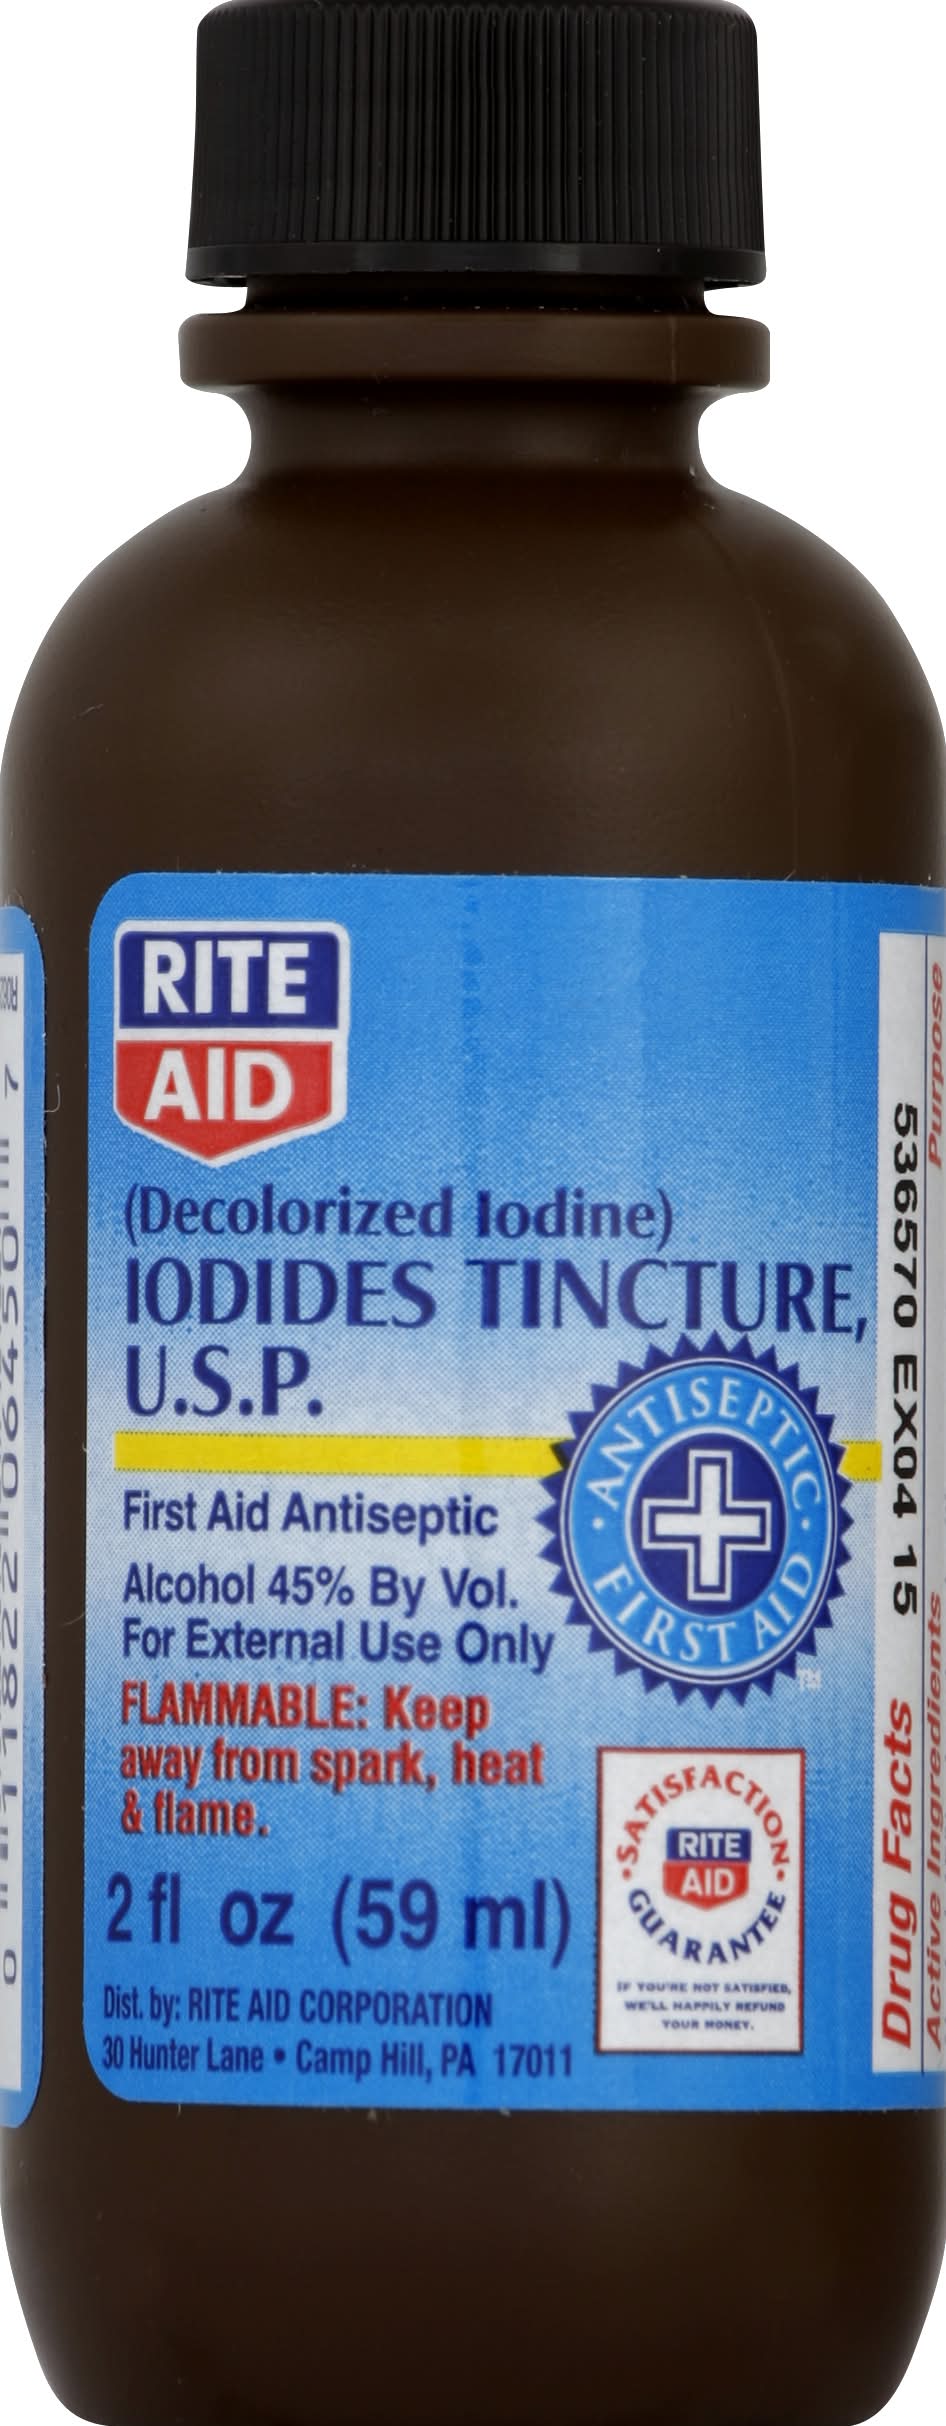 RITE
AID
(Decolorized Iodine)
IODIDES TINCTURE,
U.S.P.
ANTISEPTIC
FIRST AID
First Aid Antiseptic
Alcohol 45% By Vol.
For External Use Only
FLAMMABLE: Keep
away from spark, heat
& flame.
2 fl oz (59 ml)
Dist. by: RITE AID CORPORATION
30 Hunter Lane • Camp Hill, PA 17011
SATISFACTION
RITE
AID
GUARANTEE
IF YOU'RE NOT SATISFIED,
WE'LL HAPPILY REFUND
YOUR MONEY.
536570 EX04 15
Drug Facts
Active Ingredients
Purpose